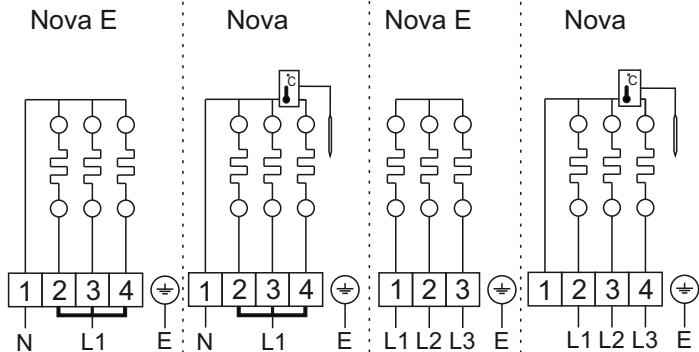 Nova E Nova Nova E Nova
°C °C
1 2 3 4 1 2 3 4 1 2 3 1 2 3 4
N L1 E N L1 E L1 L2 L3 E L1 L2 L3 E